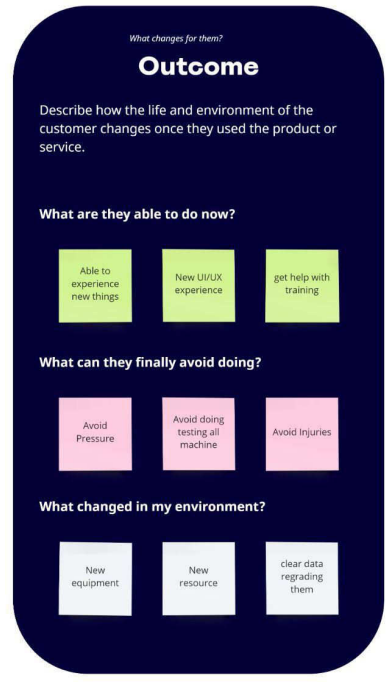 What changes for them?
Outcome
Describe how the life and environment of the
customer changes once they used the product or
service.
What are they able to do now?
Able to
experience
new things
New UI/UX
experience
get help with
training
What can they finally avoid doing?
Avoid
Pressure
Avoid doing
testing all
machine
Avoid Injuries
What changed in my environment?
New
equipment
New
resource
clear data
regrading
them